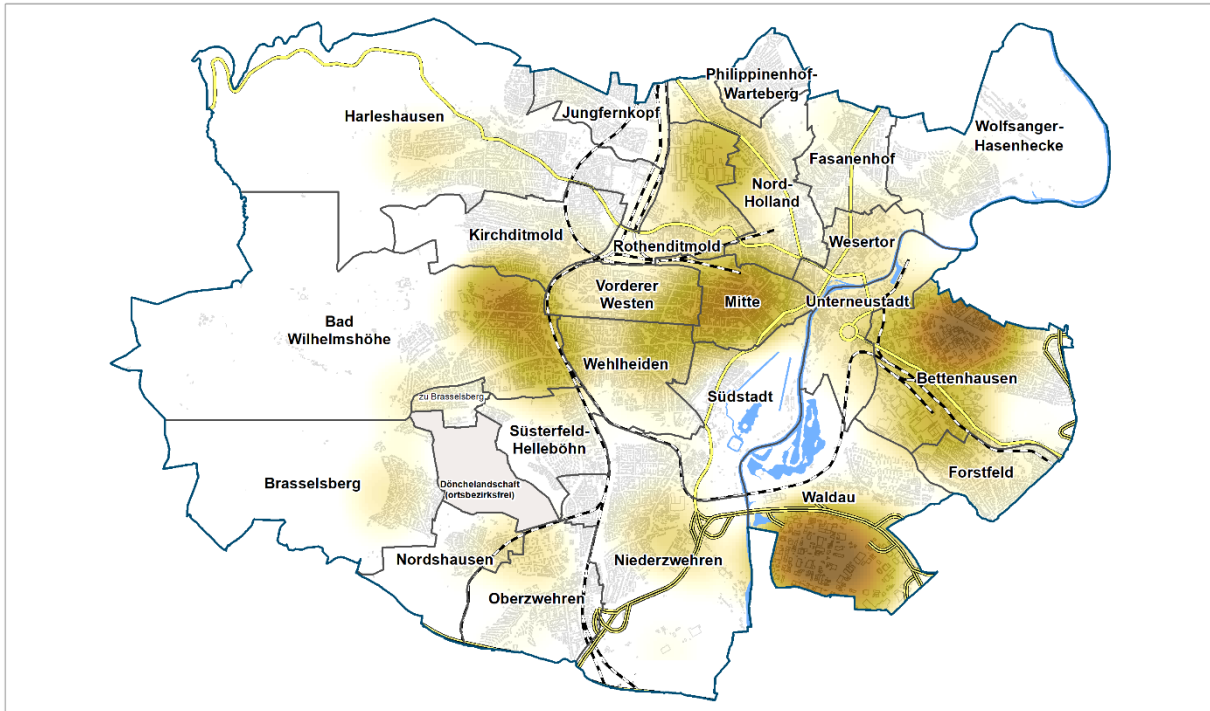 Philippinenhof-
Warteberg
Jungfernkopf
Harleshausen
Wolfsanger-
Hasenhecke
Fasanenhof
Nord-
Holland
Kirchditmold
Rothenditmold
Wesertor
Vorderer
Westen
Mitte
Unterneustadt
Bad
Wilhelmshöhe
Wehlheiden
Bettenhausen
zu Brasselsberg
Südstadt
Süsterfeld-
Helleböhn
Forstfeld
Brasselsberg
Dönchelandschaft
(ortsbezirksfrei)
Waldau
Nordshausen
Niederzwehren
Oberzwehren